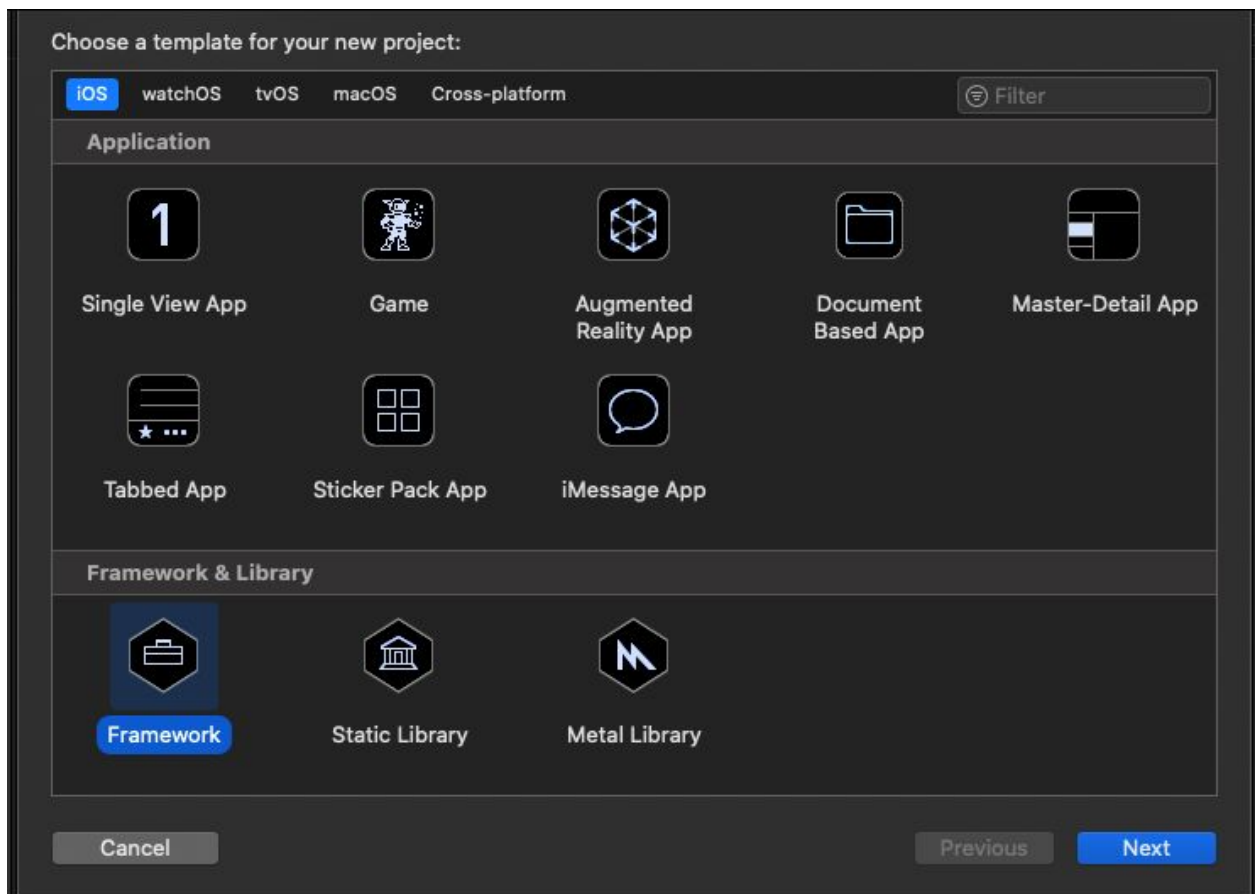 Choose a template for your new project:
iOS watchOS tvOS macOS Cross-platform Filter
Application
1
Single View App Game Augmented Reality App Document Based App Master-Detail App
Tabbed App Sticker Pack App iMessage App
Framework & Library
Framework Static Library Metal Library
Cancel Previous Next